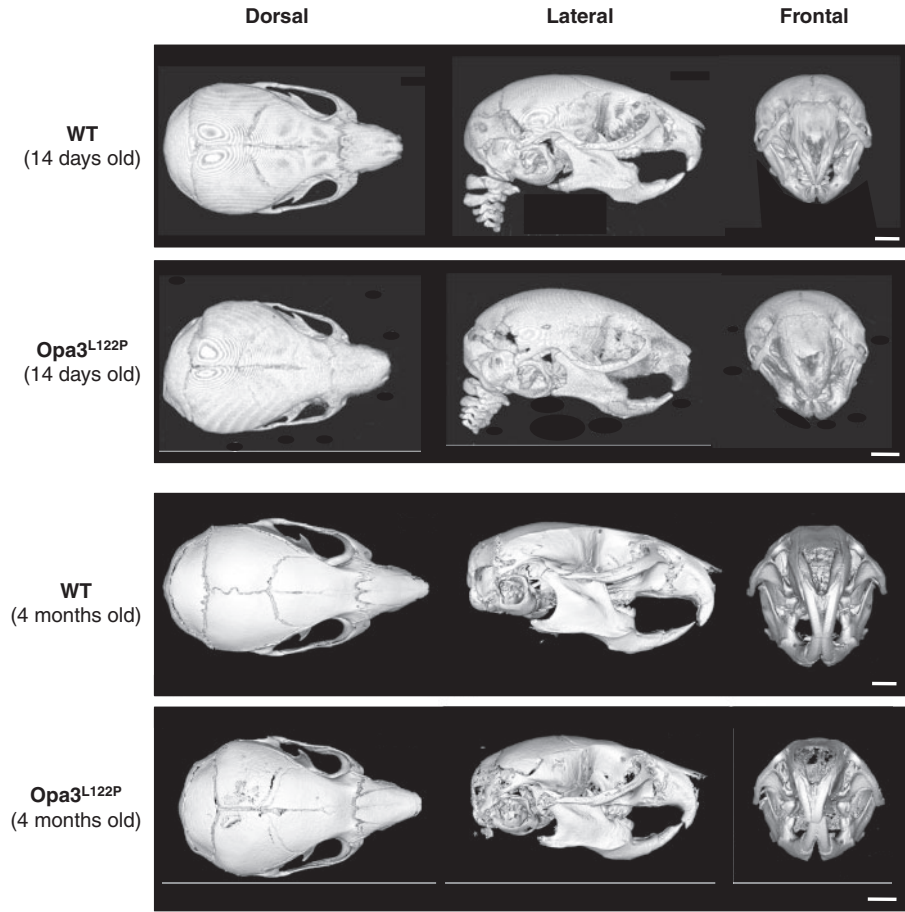 Dorsal Lateral Frontal
WT
(14 days old)
Opa3L122P
(14 days old)
WT
(4 months old)
Opa3L122P
(4 months old)